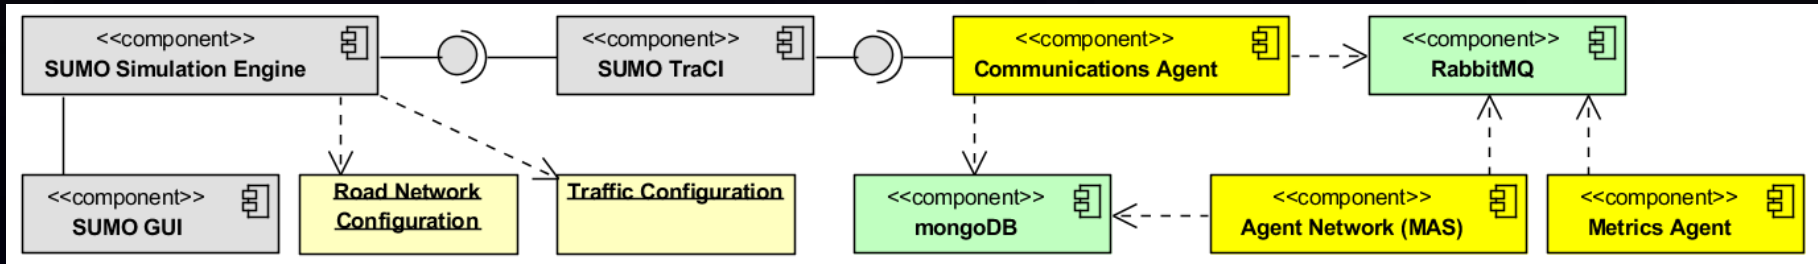 <<component>>
SUMO Simulation Engine
<<component>>
SUMO TraCI
<<component>>
Communications Agent
<<component>>
RabbitMQ
<<component>>
SUMO GUI
Road Network
Configuration
Traffic Configuration
<<component>>
mongoDB
<<component>>
Agent Network (MAS)
<<component>>
Metrics Agent